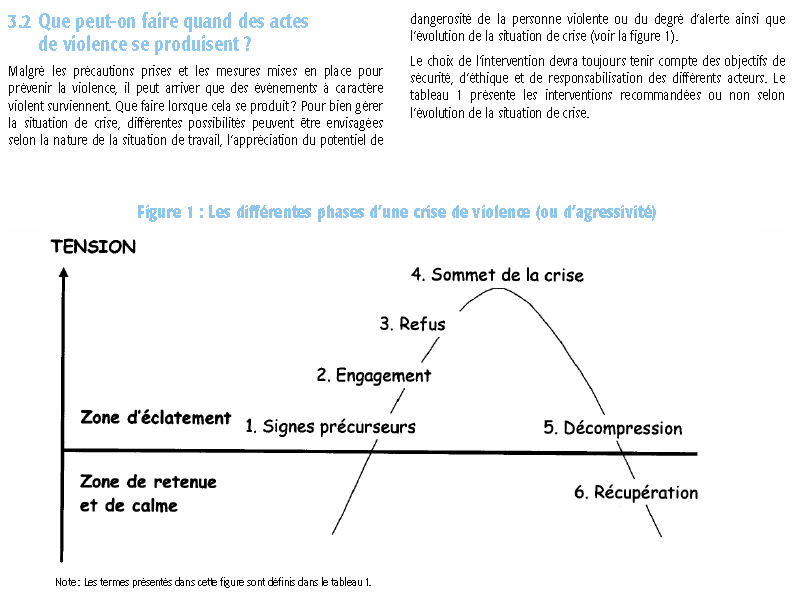 3.2 Que peut-on faire quand des actes
de violence se produisent ?
Malgré les précautions prises et les mesures mises en place pour
prévenir la violence, il peut arriver que des événements à caractère
violent surviennent. Que faire lorsque cela se produit ? Pour bien gérer
la situation de crise, différentes possibilités peuvent être envisagées
selon la nature de la situation de travail, l'appréciation du potentiel de
dangerosité de la personne violente ou du degré d'alerte ainsi que
l'évolution de la situation de crise (voir la figure 1).
Le choix de l'intervention devra toujours tenir compte des objectifs de
sécurité, d'éthique et de responsabilisation des différents acteurs. Le
tableau 1 présente les interventions recommandées ou non selon
l'évolution de la situation de crise.
Figure 1 : Les différentes phases d'une crise de violence (ou d'agressivité)
TENSION
4. Sommet de la crise
3. Refus
2. Engagement
Zone d'éclatement
1. Signes précurseurs
5. Décompression
Zone de retenue
et de calme
6. Récupération
Note : Les termes présentés dans cette figure sont définis dans le tableau 1.